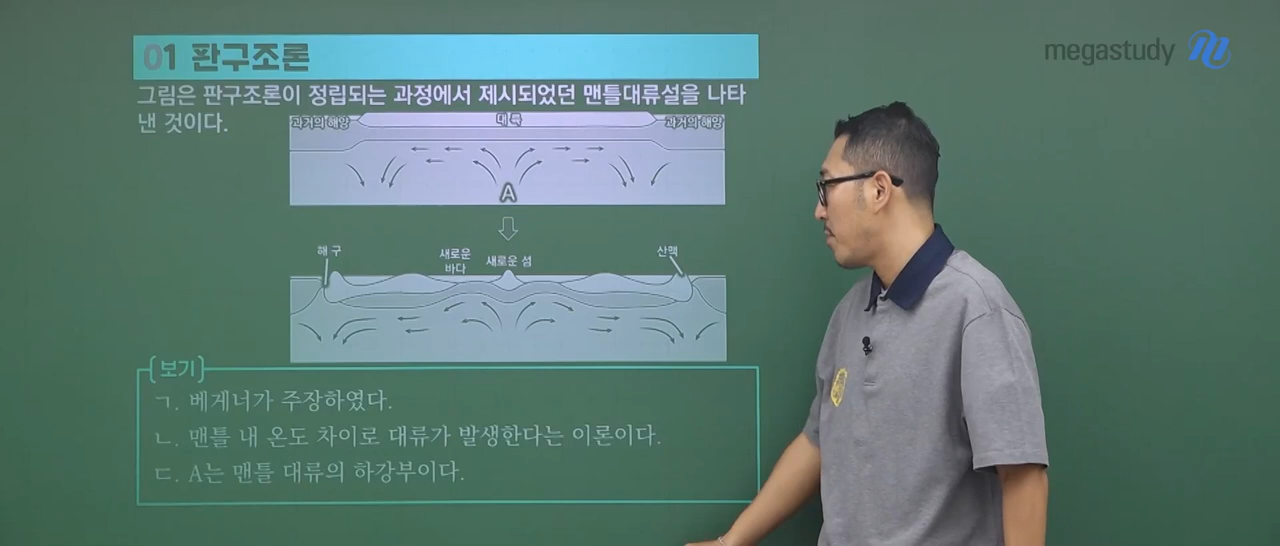 01 판구조론
megastudy
그림은 판구조론이 정립되는 과정에서 제시되었던 맨틀대류설을 나타
낸 것이다.
과거의 해양
대륙
과거의 해양
A
해구
새로운
바다
새로운 섬
산맥
보기
ㄱ. 베게너가 주장하였다.
ㄴ. 맨틀 내 온도 차이로 대류가 발생한다는 이론이다.
ㄷ. A는 맨틀 대류의 하강부이다.